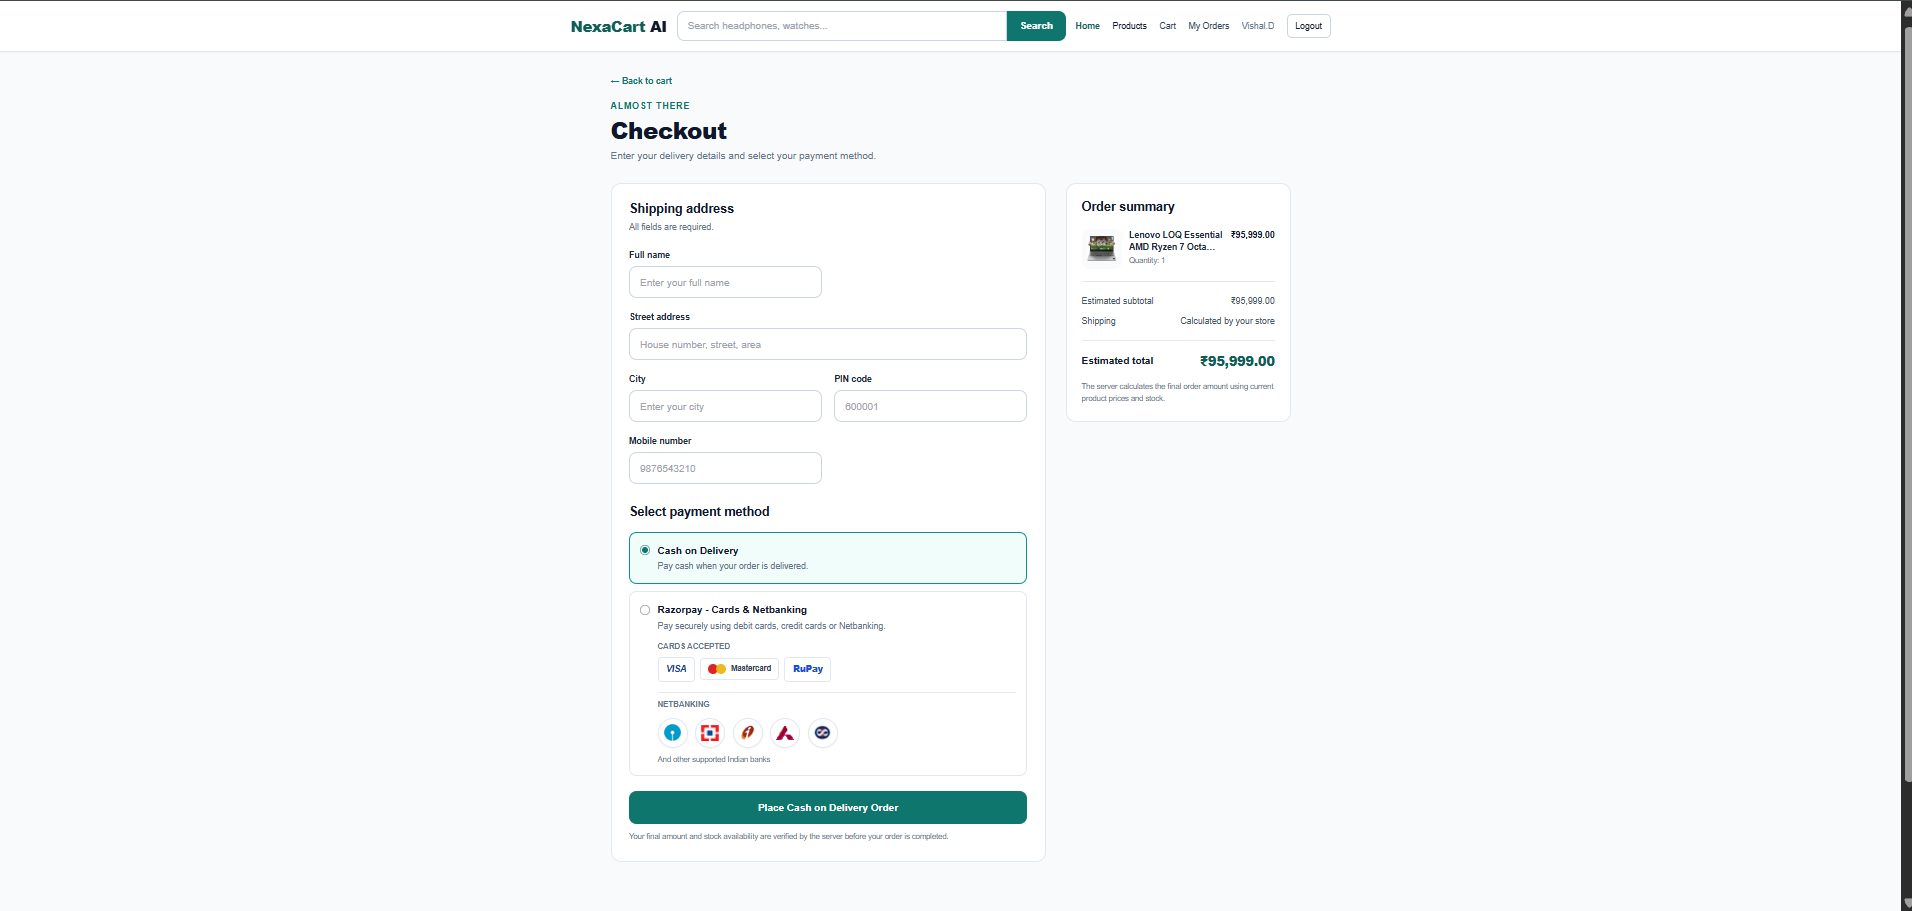 NexaCart AI
Search headphones, watches...
Search
Home
Products
Cart
My Orders
Vishal.D
Logout
← Back to cart
ALMOST THERE
Checkout
Enter your delivery details and select your payment method.
Shipping address
All fields are required.
Full name
Enter your full name
Street address
House number, street, area
City
PIN code
Enter your city
600001
Mobile number
9876543210
Select payment method
Cash on Delivery
Pay cash when your order is delivered.
Razorpay - Cards & Netbanking
Pay securely using debit cards, credit cards or Netbanking.
CARDS ACCEPTED
VISA
Mastercard
RuPay
NETBANKING
And other supported Indian banks
Place Cash on Delivery Order
Your final amount and stock availability are verified by the server before your order is completed.
Order summary
Lenovo LOQ Essential ₹95,999.00
AMD Ryzen 7 Octa...
Quantity: 1
Estimated subtotal ₹95,999.00
Shipping Calculated by your store
Estimated total ₹95,999.00
The server calculates the final order amount using current
product prices and stock.